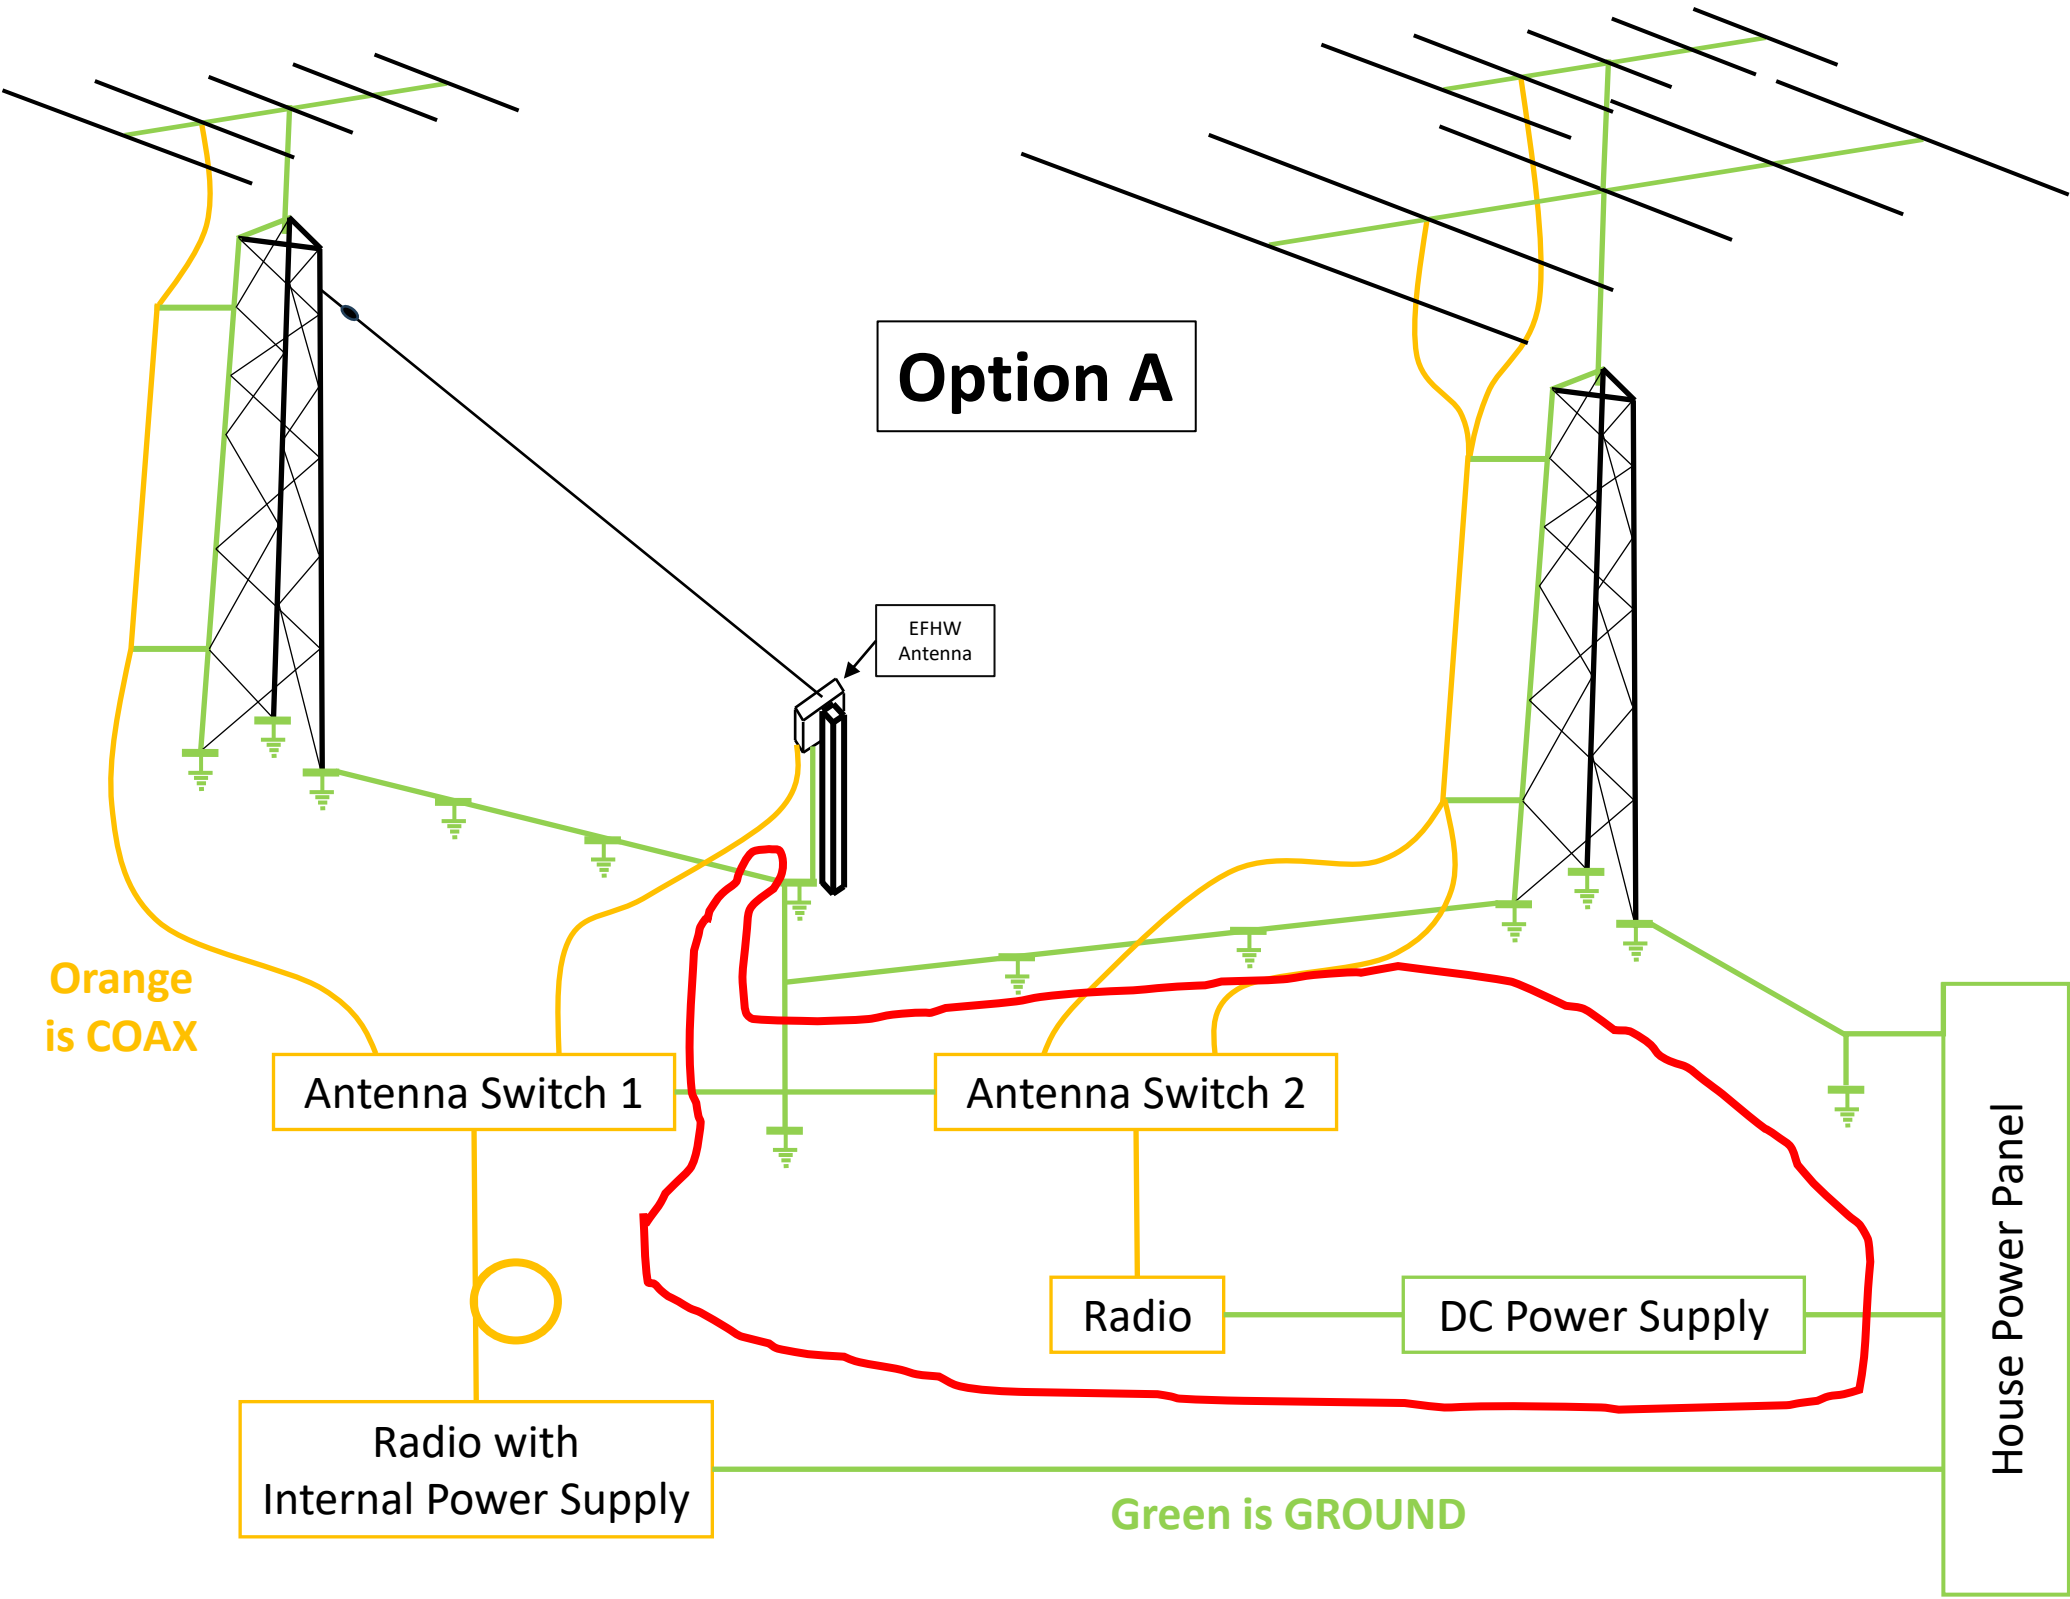 Option A
EFHW
Antenna
Orange
is COAX
Antenna Switch 1
Antenna Switch 2
House Power Panel
Radio
DC Power Supply
Radio with
Internal Power Supply
Green is GROUND